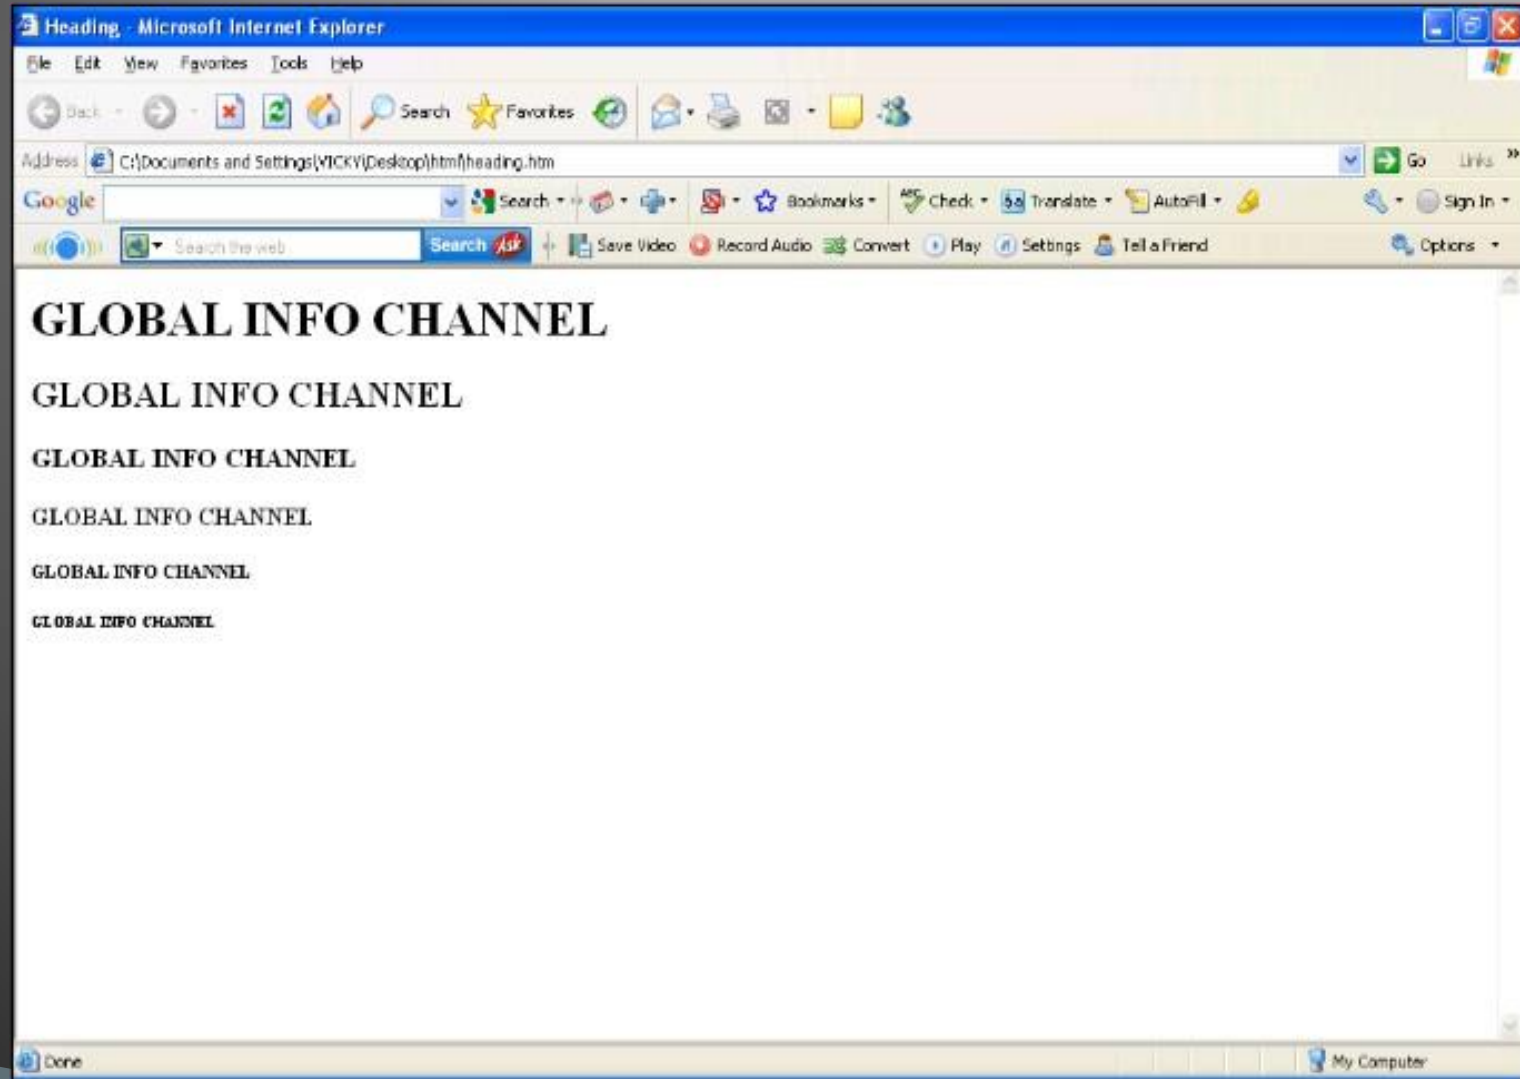 Heading - Microsoft Internet Explorer
File Edit View Favorites Tools Help
Back Search Favorites
Address C:\Documents and Settings\VICKY\Desktop\html\heading.htm Go Links »
Google Search Bookmarks Check Translate AutoFill Sign In
Search the web Search Ask Save Video Record Audio Convert Play Settings Tell a Friend Options
GLOBAL INFO CHANNEL
GLOBAL INFO CHANNEL
GLOBAL INFO CHANNEL
GLOBAL INFO CHANNEL
GLOBAL INFO CHANNEL
GLOBAL INFO CHANNEL
Done My Computer